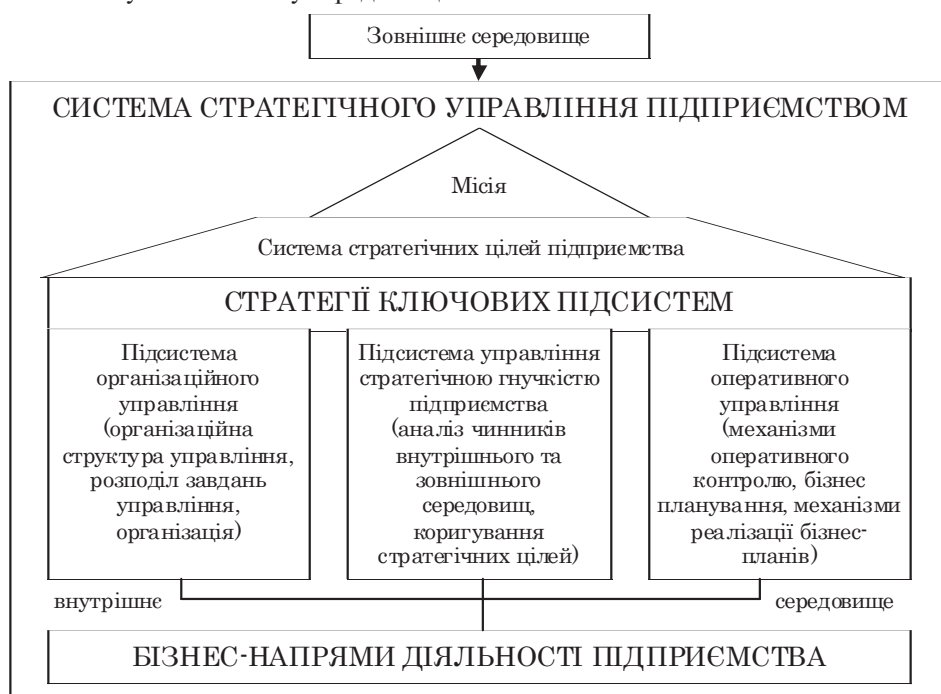 Зовнішнє середовище
СИСТЕМА СТРАТЕГІЧНОГО УПРАВЛІННЯ ПІДПРИЄМСТВОМ
Місія
Система стратегічних цілей підприємства
СТРАТЕГІЇ КЛЮЧОВИХ ПІДСИСТЕМ
Підсистема
організаційного
управління
(організаційна
структура управління,
розподіл завдань
управління,
організація)
Підсистема управління
стратегічною гнучкістю
підприємства
(аналіз чинників
внутрішнього та
зовнішнього
середовищ,
коригування
стратегічних цілей)
Підсистема
оперативного
управління
(механізми
оперативного
контролю, бізнес
планування, механізми
реалізації бізнес-
планів)
внутрішнє
середовище
БІЗНЕС-НАПРЯМИ ДІЯЛЬНОСТІ ПІДПРИЄМСТВА